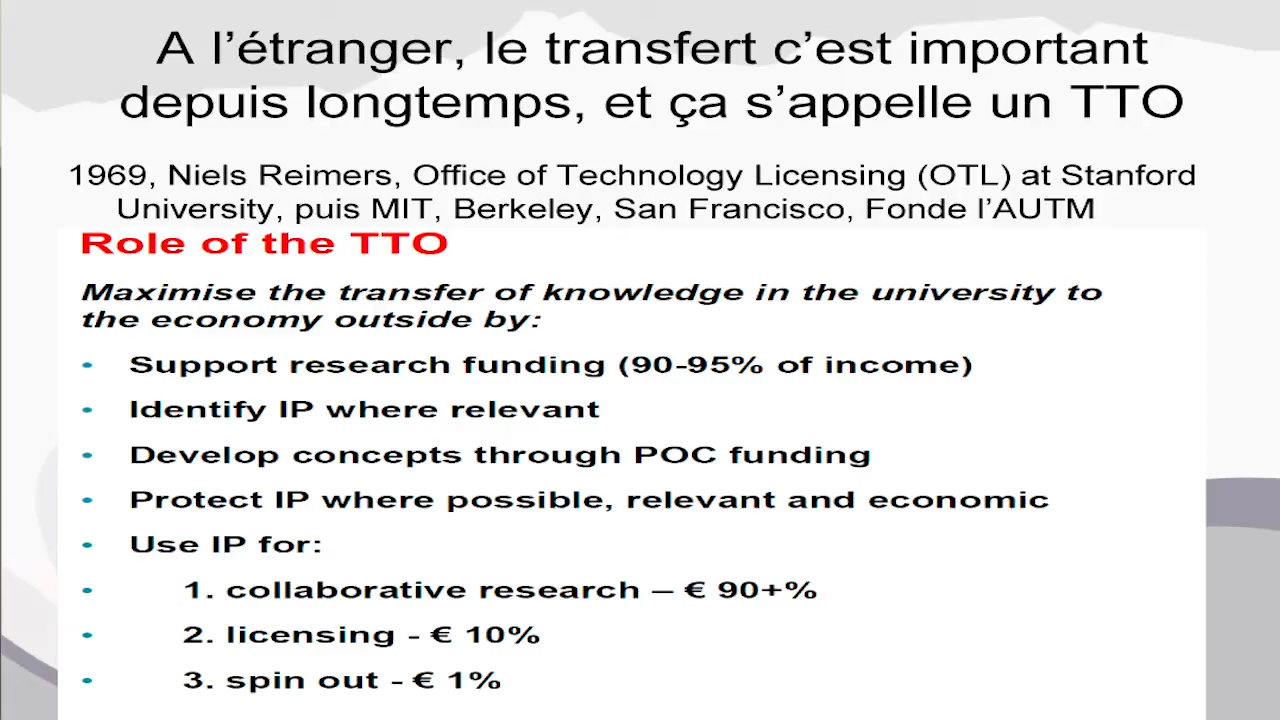 A l'étranger, le transfert c'est important
depuis longtemps, et ça s'appelle un TTO
1969, Niels Reimers, Office of Technology Licensing (OTL) at Stanford
University, puis MIT, Berkeley, San Francisco, Fonde l'AUTM
Role of the TTO
Maximise the transfer of knowledge in the university to
the economy outside by:
• Support research funding (90-95% of income)
• Identify IP where relevant
• Develop concepts through POC funding
• Protect IP where possible, relevant and economic
• Use IP for:
• 1. collaborative research – € 90+%
• 2. licensing - € 10%
• 3. spin out - € 1%